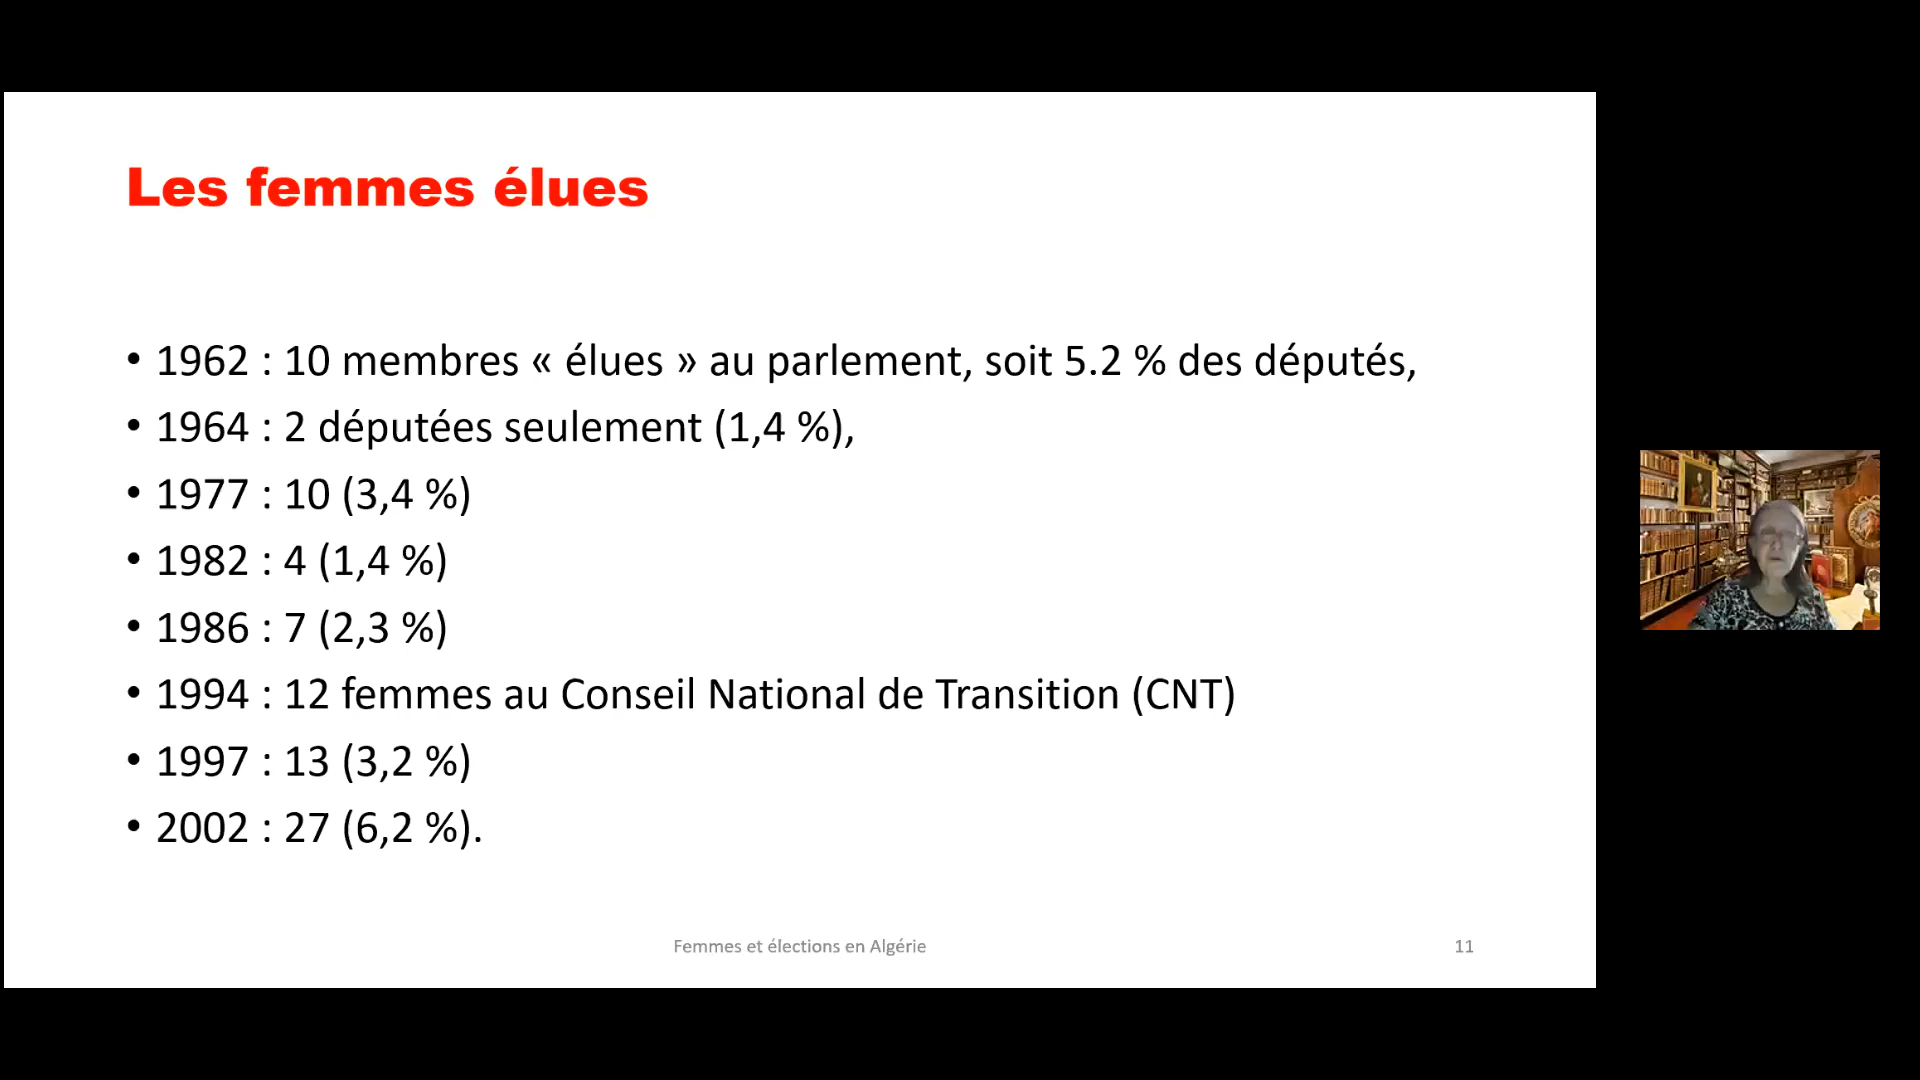 Les femmes élues
• 1962 : 10 membres « élues » au parlement, soit 5.2 % des députés,
• 1964 : 2 députées seulement (1,4 %),
• 1977 : 10 (3,4 %)
• 1982 : 4 (1,4 %)
• 1986 : 7 (2,3 %)
• 1994 : 12 femmes au Conseil National de Transition (CNT)
• 1997 : 13 (3,2 %)
• 2002 : 27 (6,2 %).
Femmes et élections en Algérie
11